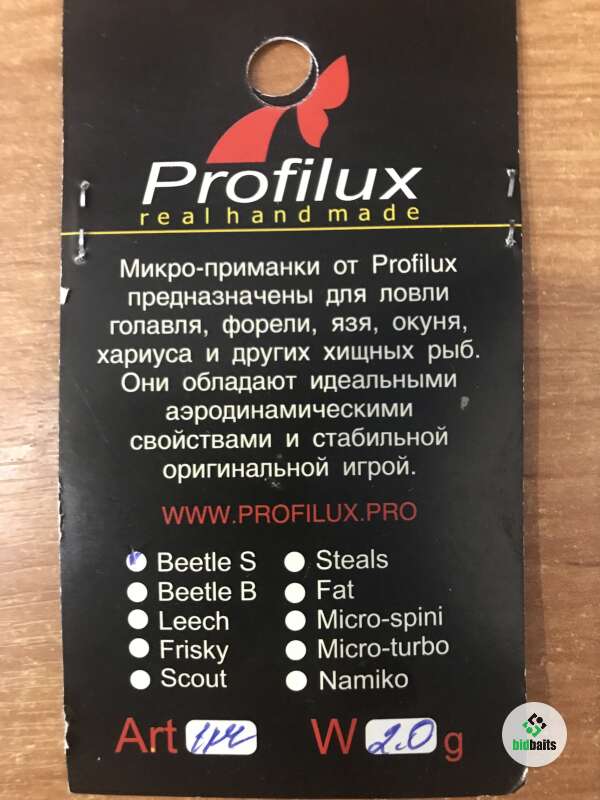 Profilux
real hand made
Микро-приманки от Profilux
предназначены для ловли
голавля, форели, язя, окуня,
хариуса и других хищных рыб.
Они обладают идеальными
аэродинамическими
свойствами и стабильной
оригинальной игрой.
WWW.PROFILUX.PRO
Beetle S
Steals
Beetle B
Fat
Leech
Micro-spini
Frisky
Micro-turbo
Scout
Namiko
Art W 2.0 g
bidbaits